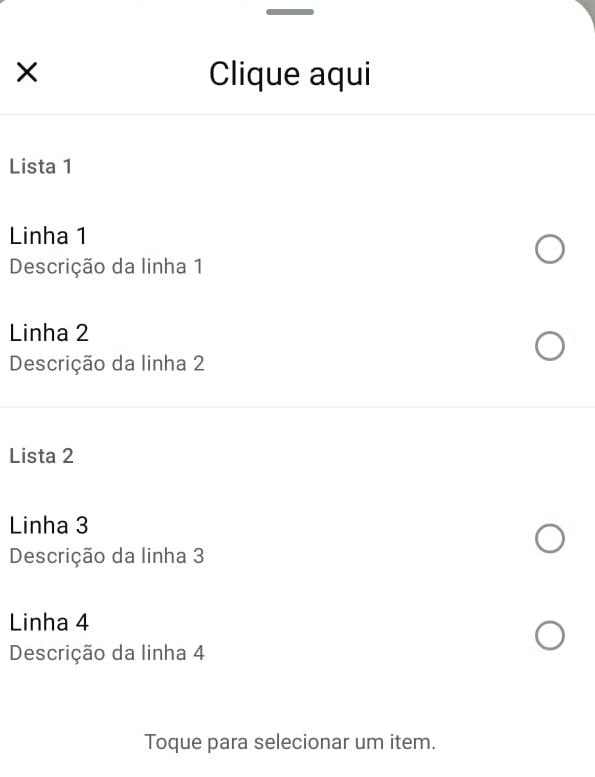 Clique aqui
Lista 1
Linha 1
Descrição da linha 1
Linha 2
Descrição da linha 2
Lista 2
Linha 3
Descrição da linha 3
Linha 4
Descrição da linha 4
Toque para selecionar um item.